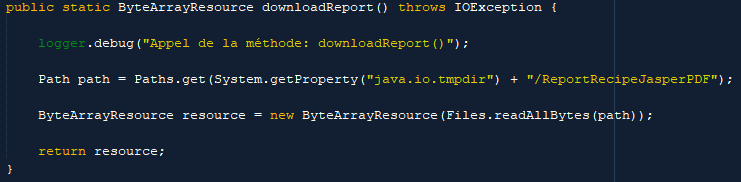 public static ByteArrayResource downloadReport() throws IOException {
logger.debug("Appel de la méthode: downloadReport()");
Path path = Paths.get(System.getProperty("java.io.tmpdir") + "/ReportRecipeJasperPDF");
ByteArrayResource resource = new ByteArrayResource(Files.readAllBytes(path));
return resource;
}